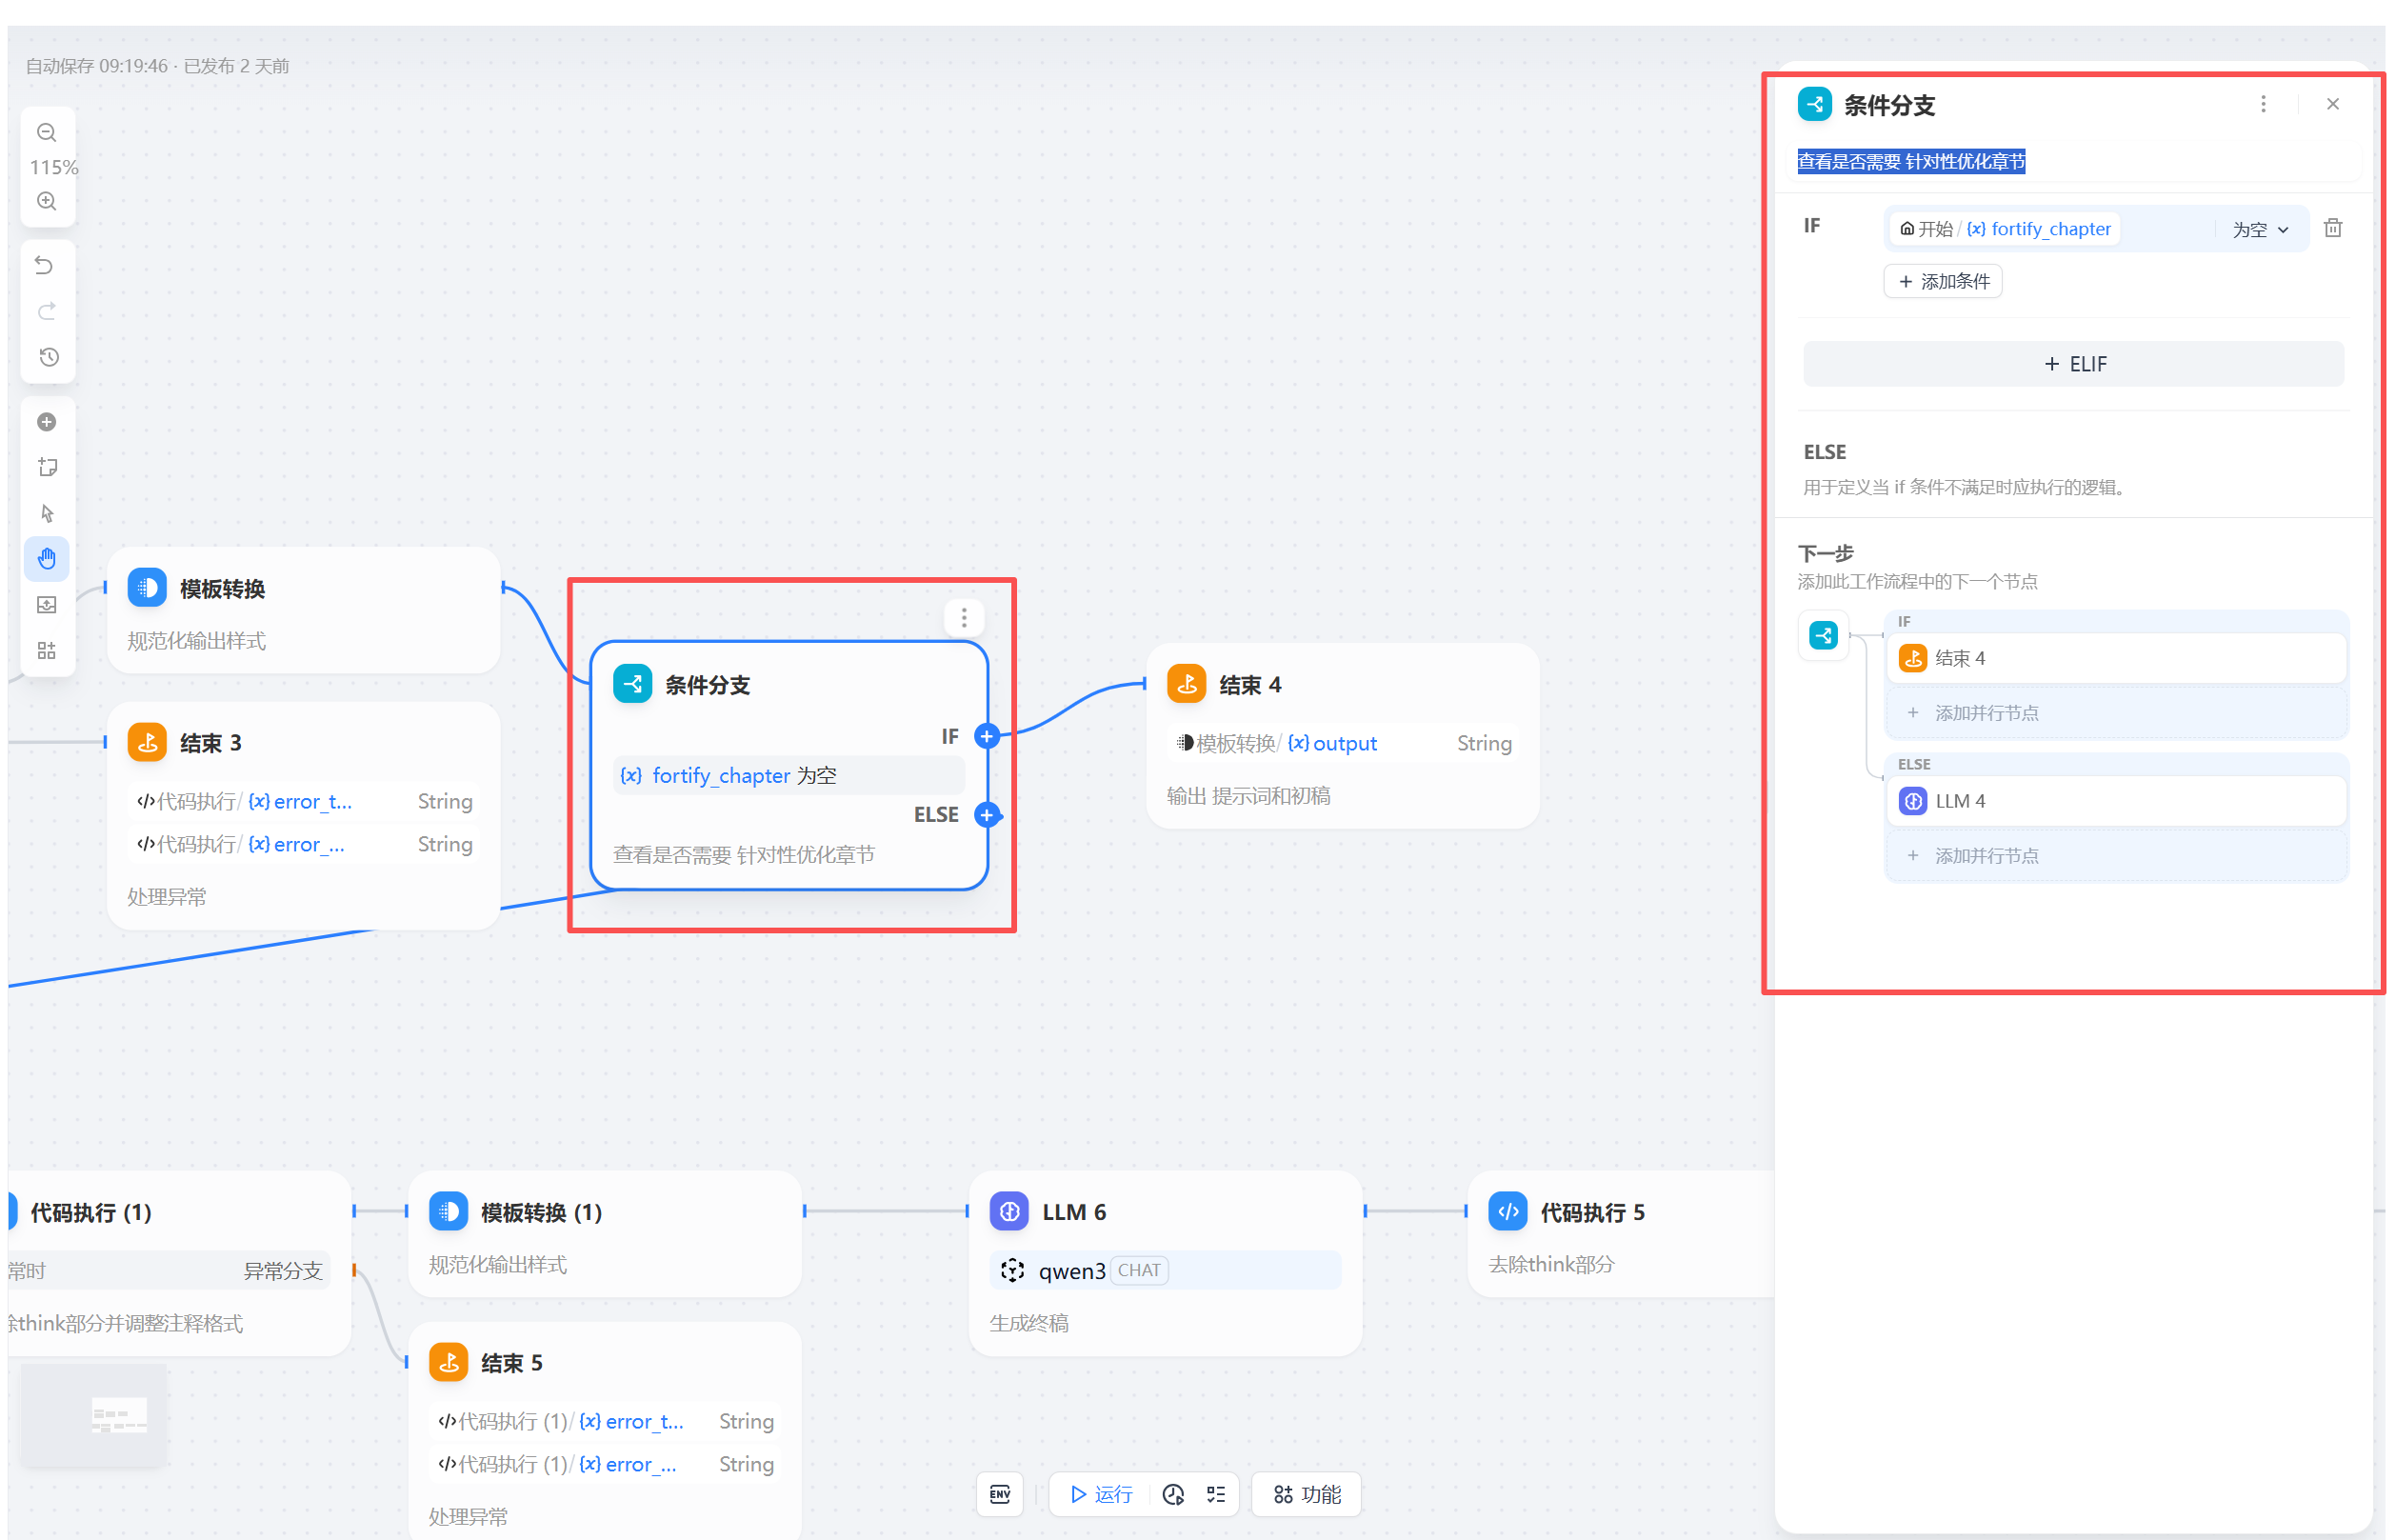 自动保存 09:19:46 · 已发布 2 天前
115%
模板转换
规范化输出样式
结束 3
代码执行/ {x} error_t... String
代码执行/ {x} error_... String
处理异常
条件分支
IF
{x} fortify_chapter 为空
ELSE
查看是否需要 针对性优化章节
结束 4
模板转换/ {x} output String
输出 提示词和初稿
代码执行 (1)
常时 异常分支
除think部分并调整注释格式
模板转换 (1)
规范化输出样式
结束 5
代码执行 (1)/ {x} error_t... String
代码执行 (1)/ {x} error_... String
处理异常
LLM 6
qwen3 CHAT
生成终稿
代码执行 5
去除think部分
ENV
运行
功能
条件分支
查看是否需要 针对性优化章节
IF
开始 / {x} fortify_chapter 为空
+ 添加条件
+ ELIF
ELSE
用于定义当 if 条件不满足时应执行的逻辑。
下一步
添加此工作流程中的下一个节点
IF
结束 4
+ 添加并行节点
ELSE
LLM 4
+ 添加并行节点